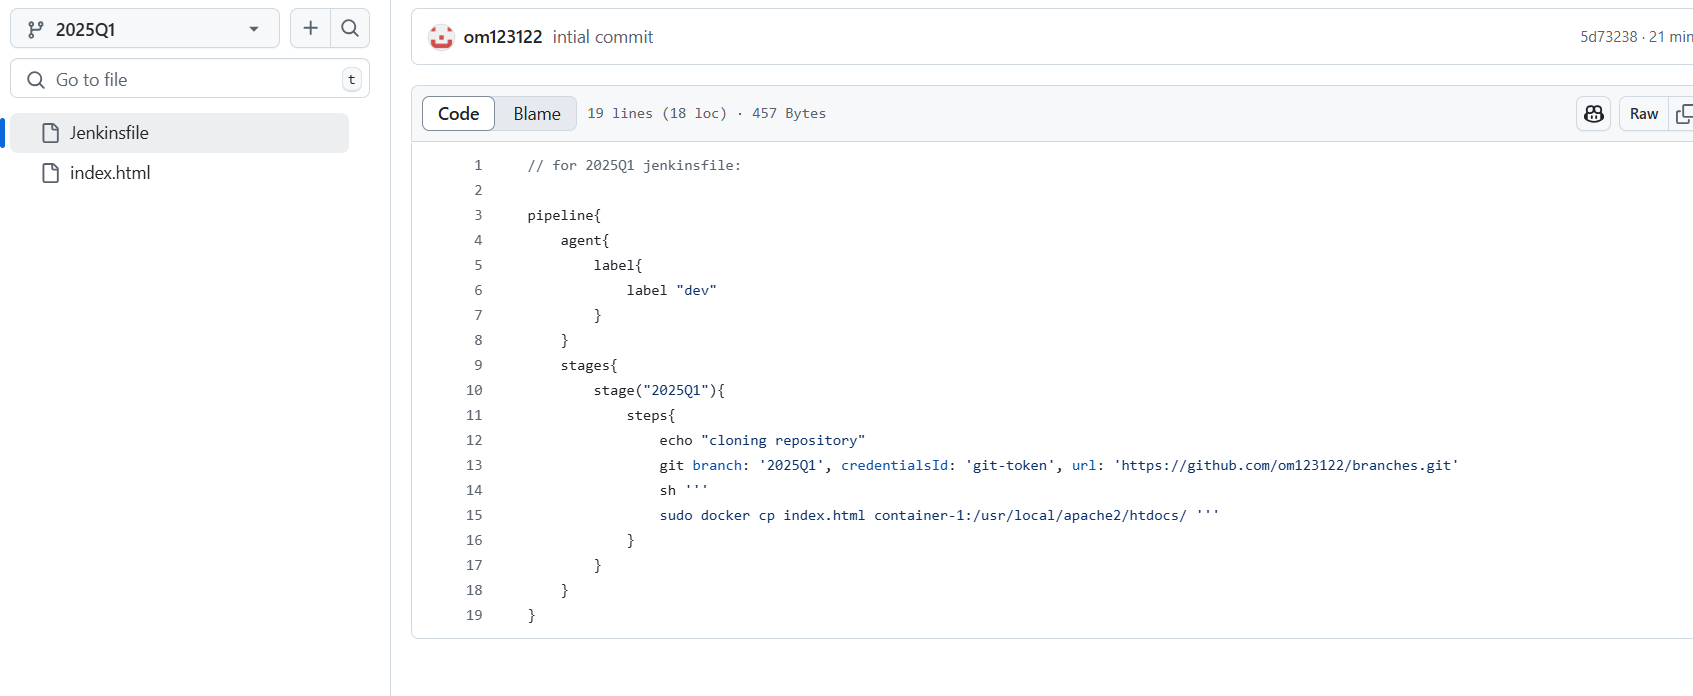 2025Q1
Go to file
t
Jenkinsfile
index.html
om123122 intial commit
5d73238 · 21 min
Code Blame 19 lines (18 loc) · 457 Bytes
Raw
1 // for 2025Q1 jenkinsfile:
2
3 pipeline{
4     agent{
5         label{
6             label "dev"
7         }
8     }
9     stages{
10         stage("2025Q1"){
11             steps{
12                 echo "cloning repository"
13                 git branch: '2025Q1', credentialsId: 'git-token', url: 'https://github.com/om123122/branches.git'
14                 sh '''
15                 sudo docker cp index.html container-1:/usr/local/apache2/htdocs/ '''
16             }
17         }
18     }
19 }